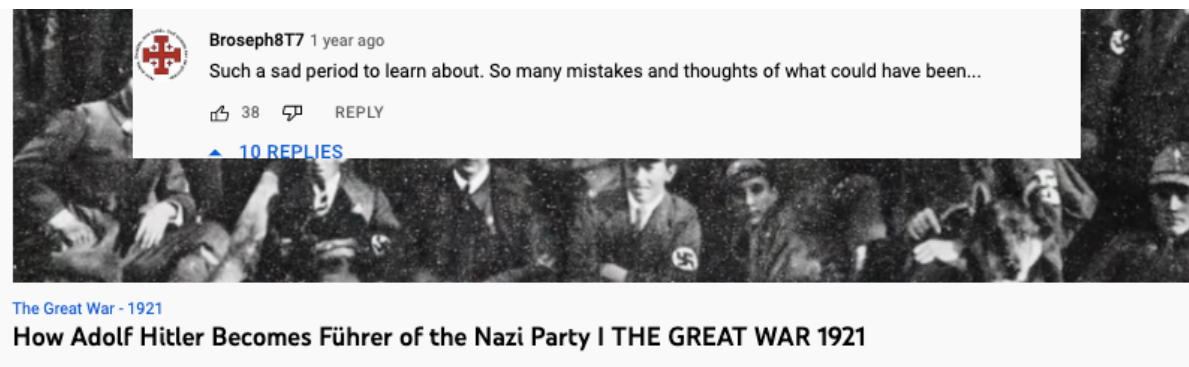 Broseph8T7 1 year ago
Such a sad period to learn about. So many mistakes and thoughts of what could have been...
38 REPLY
10 REPLIES
The Great War - 1921
How Adolf Hitler Becomes Führer of the Nazi Party I THE GREAT WAR 1921